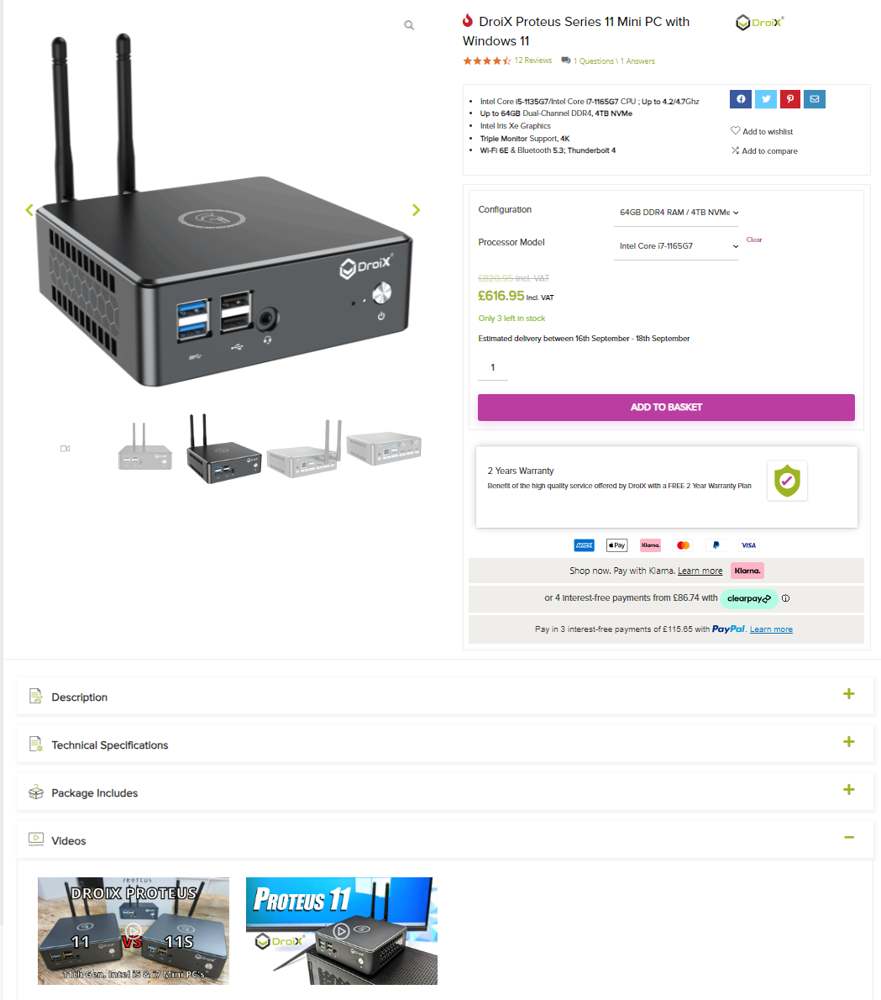 DroiX Proteus Series 11 Mini PC with
Windows 11
DROIX®
12 Reviews
1 Questions \ 1 Answers
Intel Core i5-1135G7/Intel Core i7-1165G7 CPU ; Up to 4.2/4.7Ghz
Up to 64GB Dual-Channel DDR4, 4TB NVMe
Intel Iris Xe Graphics
Triple Monitor Support, 4K
Wi-Fi 6E & Bluetooth 5.3; Thunderbolt 4
Add to wishlist
Add to compare
DROIX®
Configuration
64GB DDR4 RAM / 4TB NVMe
Processor Model
Intel Core i7-1165G7
Clear
£820.95 Incl. VAT
£616.95 Incl. VAT
Only 3 left in stock
Estimated delivery between 16th September - 18th September
1
ADD TO BASKET
2 Years Warranty
Benefit of the high quality service offered by DroiX with a FREE 2 Year Warranty Plan
AMEX
Pay
Klarna.
VISA
Shop now. Pay with Klarna. Learn more Klarna.
or 4 interest-free payments from £86.74 with clearpay
Pay in 3 interest-free payments of £115.65 with PayPal. Learn more
Description
Technical Specifications
Package Includes
Videos
PROTEUS
DROIX PROTEUS
11 VS 11S
DROIX
11th Gen. Intel i5 & i7 Mini PC's
PROTEUS 11
DROIX